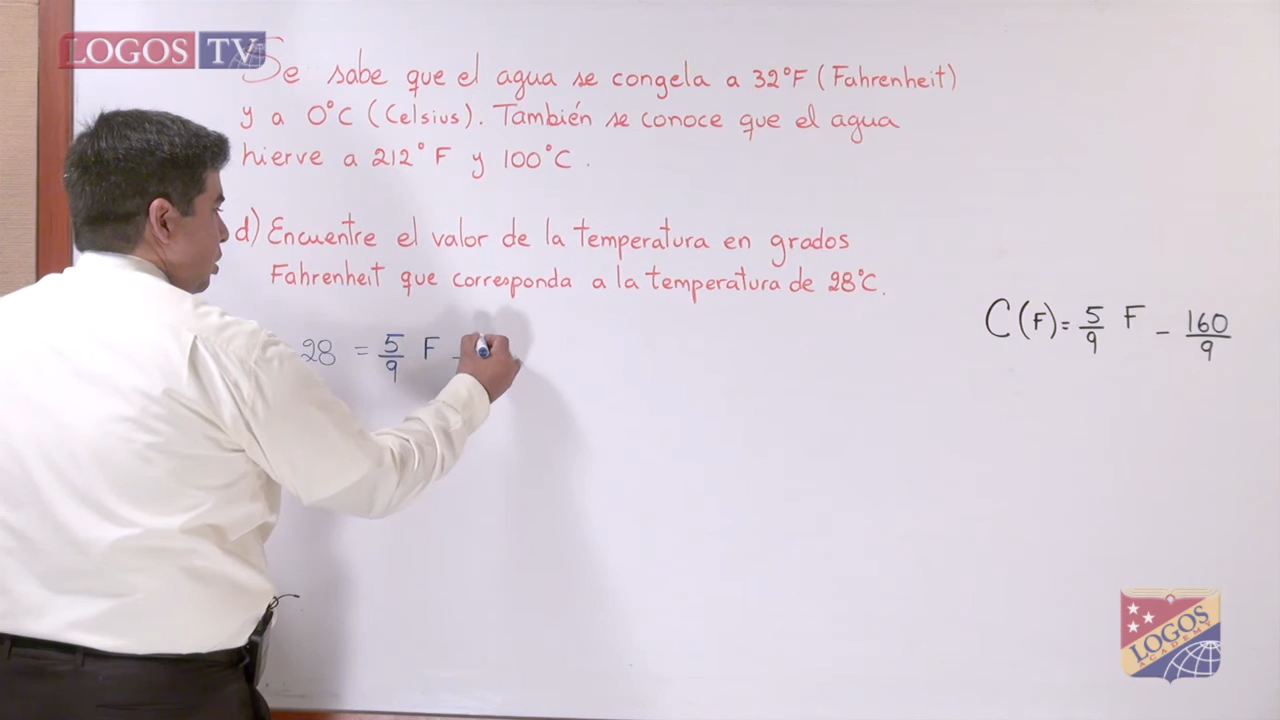 LOGOS TV
Se sabe que el agua se congela a 32°F (Fahrenheit)
y a 0°C (Celsius). También se conoce que el agua
hierve a 212°F y 100°C.
d) Encuentre el valor de la temperatura en grados
Fahrenheit que corresponda a la temperatura de 28°C.
C(F) = 5/9 F - 160/9
28 = 5/9 F -
LOGOS
ACADEMY